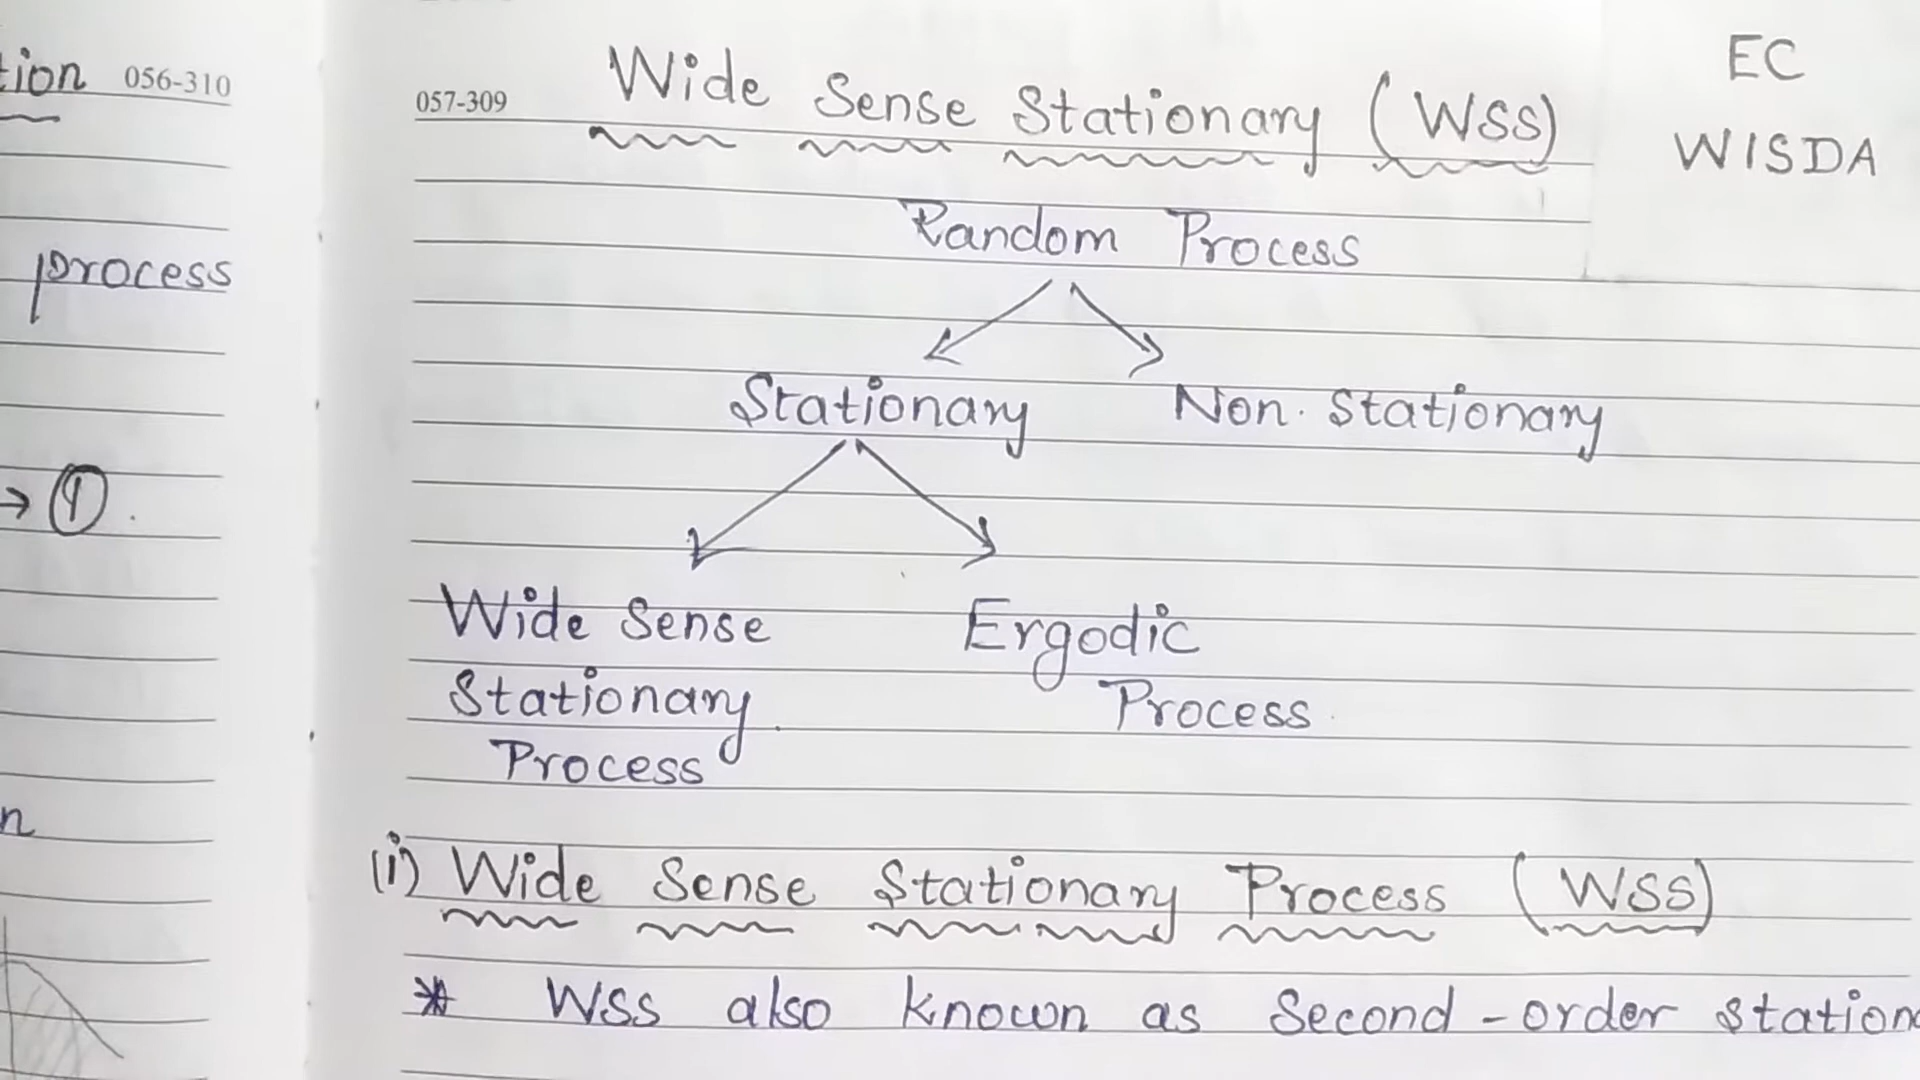 tion 056-310
process
→ ①.
n
057-309
Wide Sense Stationary (WSS)
EC
WISDA
Random Process
Stationary Non. Stationary
Wide Sense
Stationary
Process
Ergodic
Process.
(i) Wide Sense Stationary Process (WSS)
* WSS also known as Second-order station